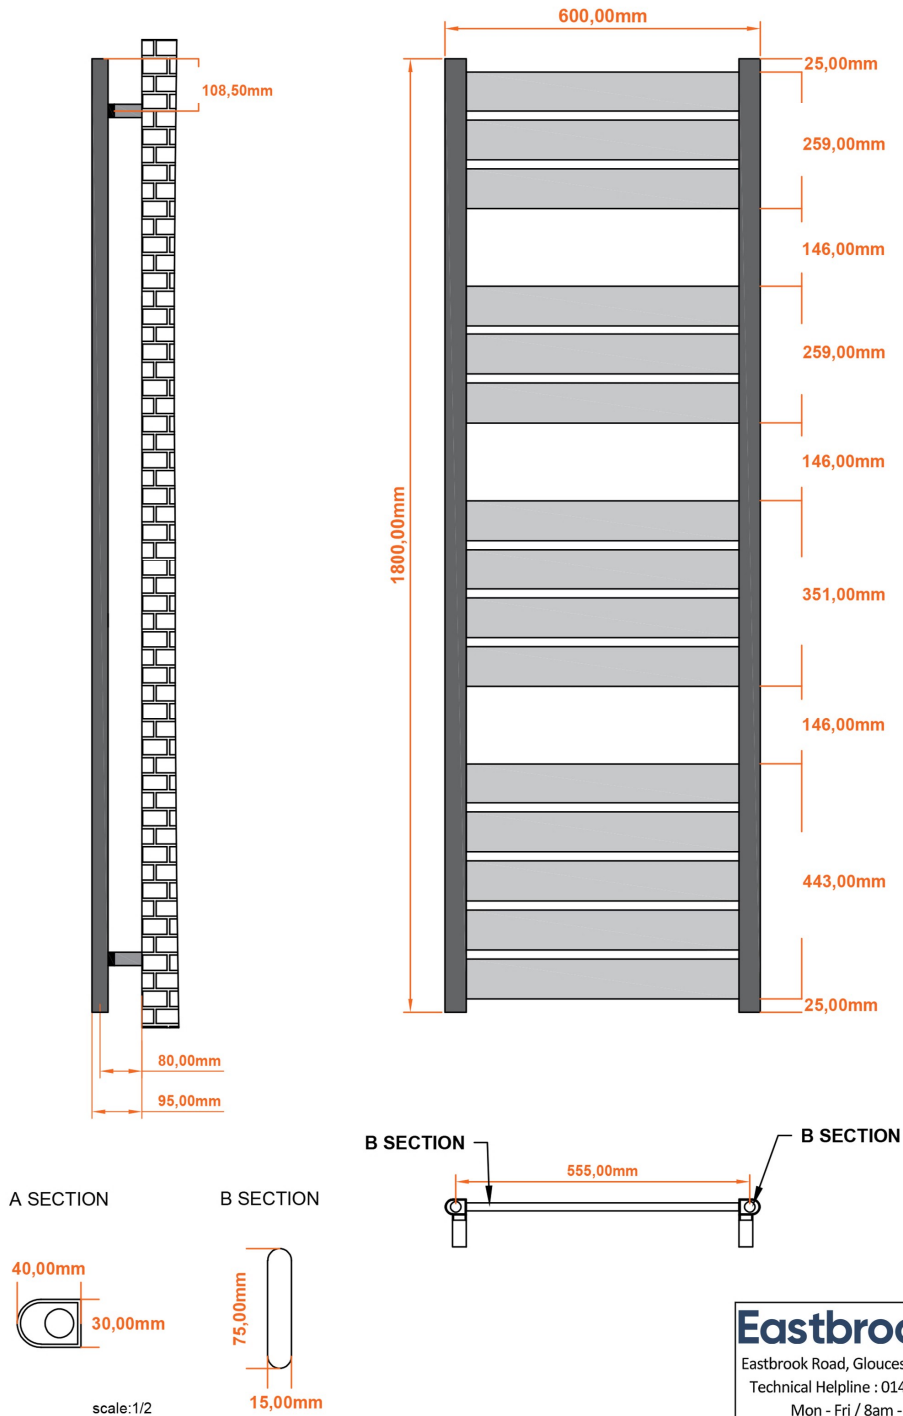 600,00mm
25,00mm
108,50mm
259,00mm
146,00mm
259,00mm
146,00mm
1800,00mm
351,00mm
146,00mm
443,00mm
25,00mm
80,00mm
95,00mm
B SECTION
B SECTION
555,00mm
A SECTION
B SECTION
40,00mm
30,00mm
75,00mm
15,00mm
scale:1/2
Eastbroo
Eastbrook Road, Glouces
Technical Helpline : 014
Mon - Fri / 8am -